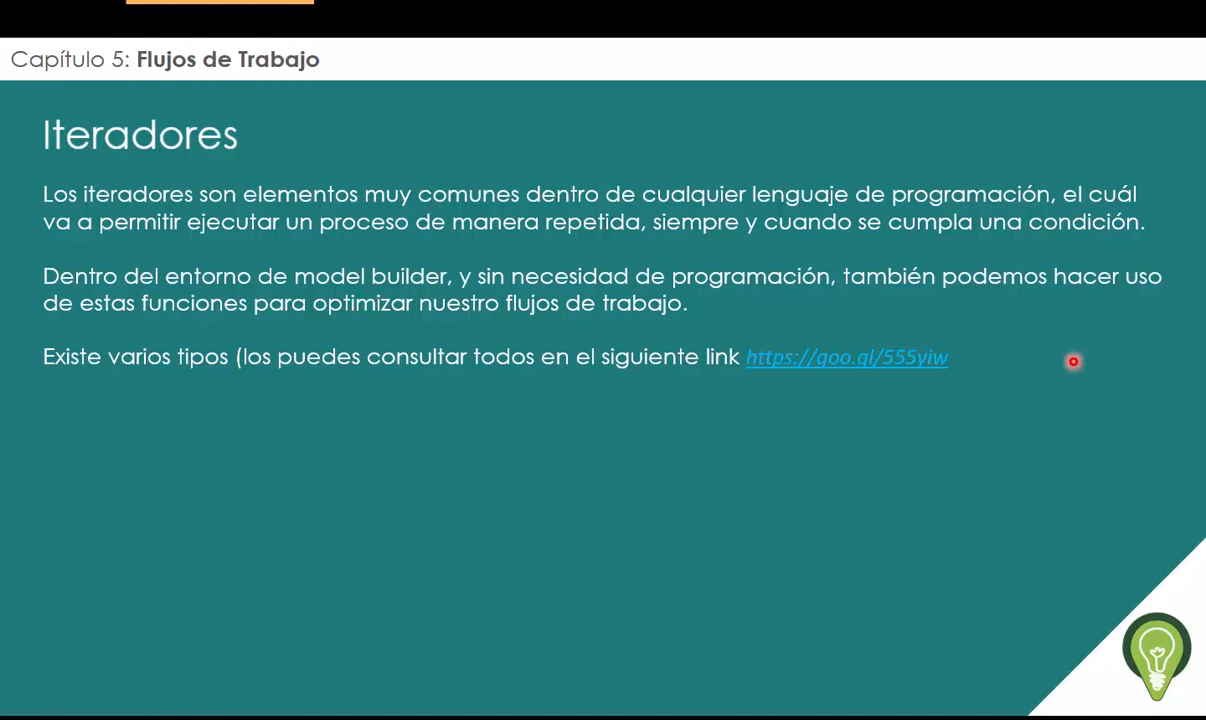 Capítulo 5: Flujos de Trabajo
Iteradores
Los iteradores son elementos muy comunes dentro de cualquier lenguaje de programación, el cuál
va a permitir ejecutar un proceso de manera repetida, siempre y cuando se cumpla una condición.
Dentro del entorno de model builder, y sin necesidad de programación, también podemos hacer uso
de estas funciones para optimizar nuestro flujos de trabajo.
Existe varios tipos (los puedes consultar todos en el siguiente link https://goo.gl/555yiw